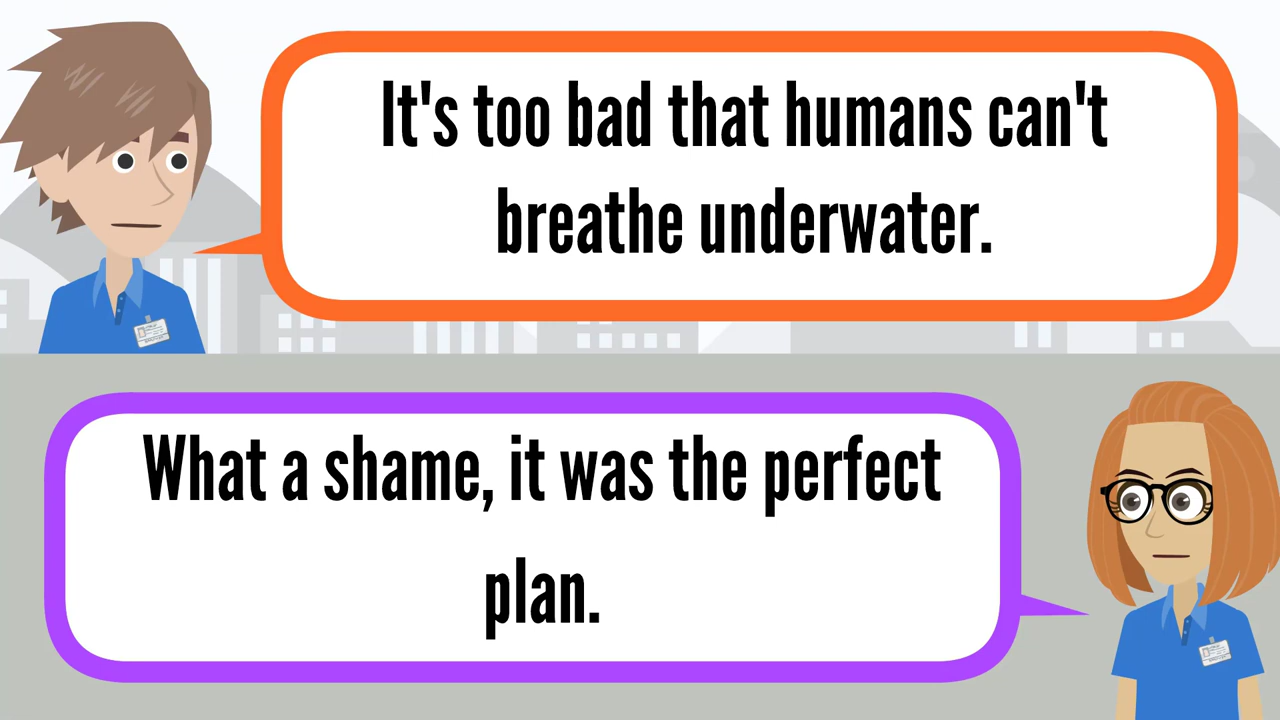 It's too bad that humans can't
breathe underwater.
What a shame, it was the perfect
plan.